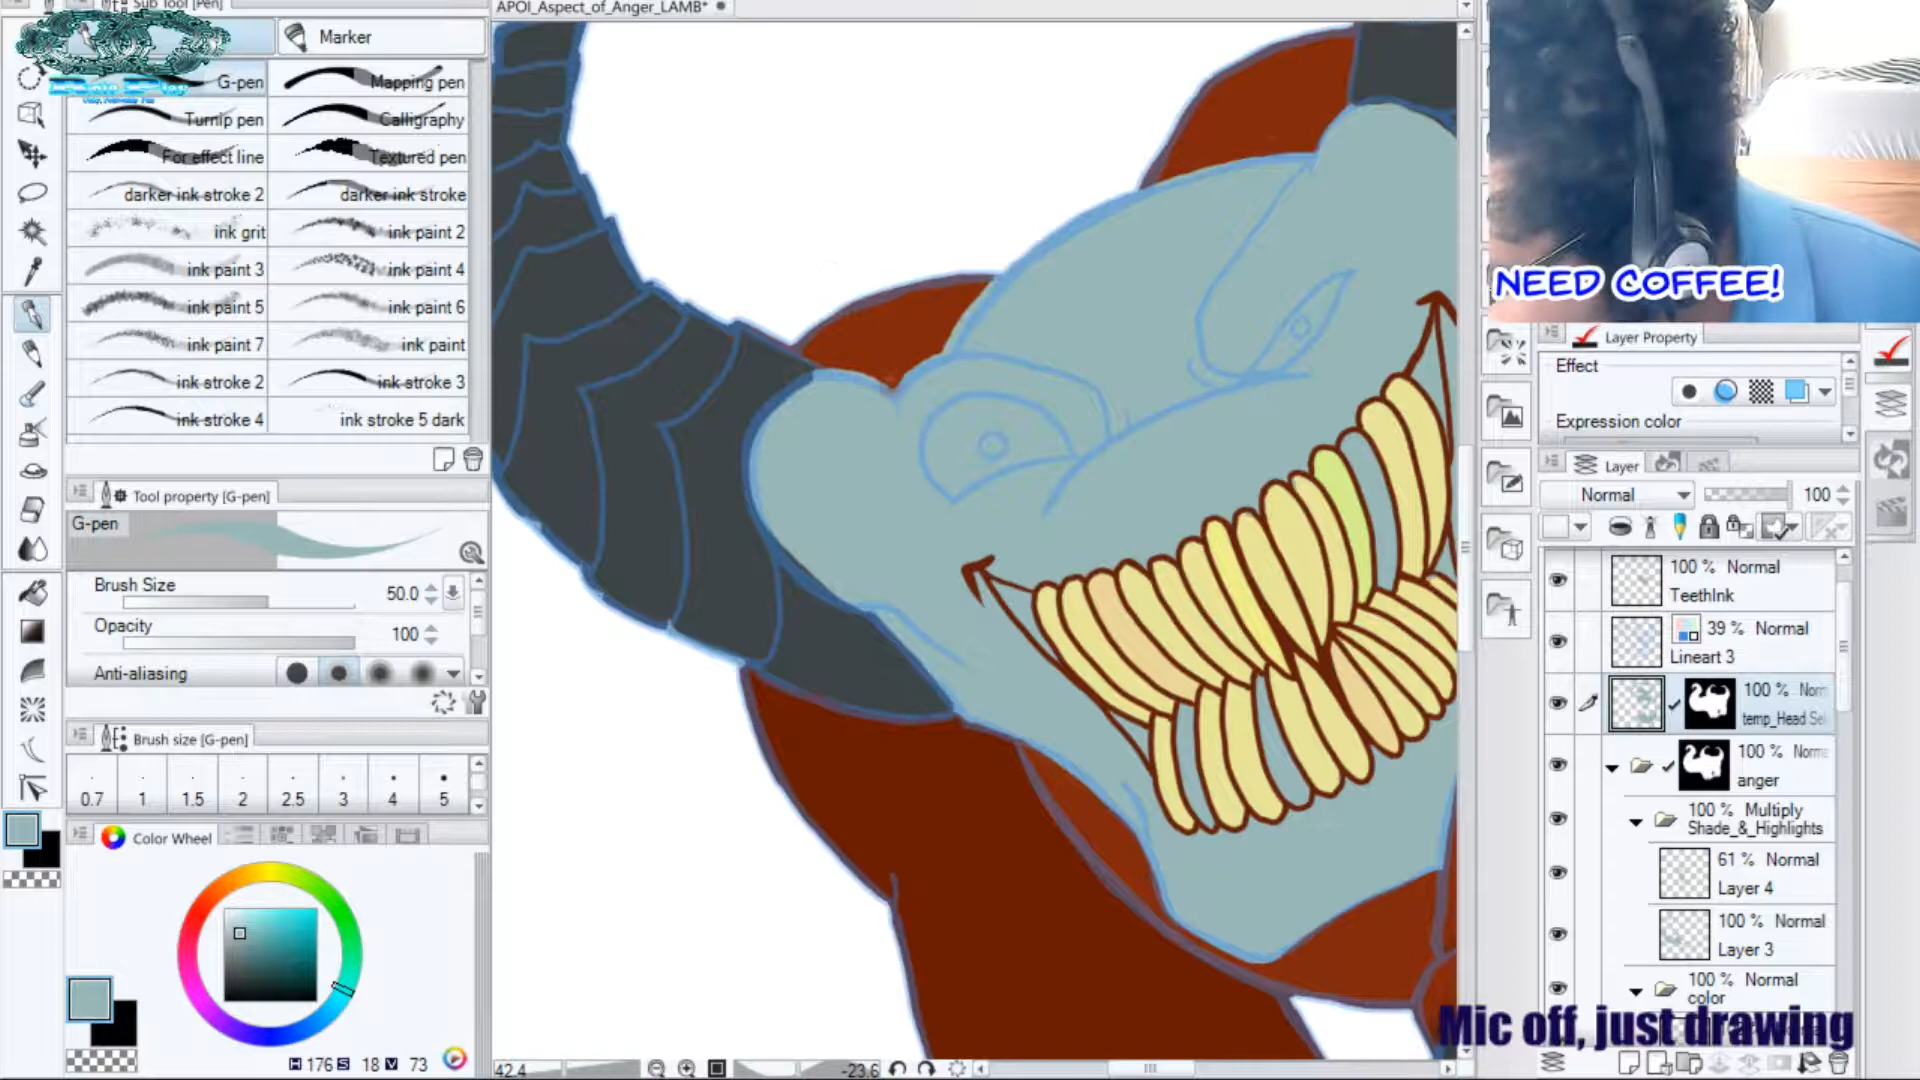 Sub Tool [Pen]
Marker
G-pen
Mapping pen
Turnip pen
Calligraphy
For effect line
Textured pen
darker ink stroke 2
darker ink stroke
ink grit
ink paint 2
ink paint 3
ink paint 4
ink paint 5
ink paint 6
ink paint 7
ink paint
ink stroke 2
ink stroke 3
ink stroke 4
ink stroke 5 dark
Tool property [G-pen]
G-pen
Brush Size
50.0
Opacity
100
Anti-aliasing
Brush size [G-pen]
0.7 1 1.5 2 2.5 3 4 5
Color Wheel
H 176 S 18 V 73
APOI_Aspect_of_Anger_LAMB*
42.4
-23.6
NEED COFFEE!
Layer Property
Effect
Expression color
Layer
Normal
100
100 % Normal
TeethInk
39 % Normal
Lineart 3
100 % Norm
temp_Head Sel
100 % Norm
anger
100 % Multiply
Shade_&_Highlights
61 % Normal
Layer 4
100 % Normal
Layer 3
100 % Normal
color
Mic off, just drawing